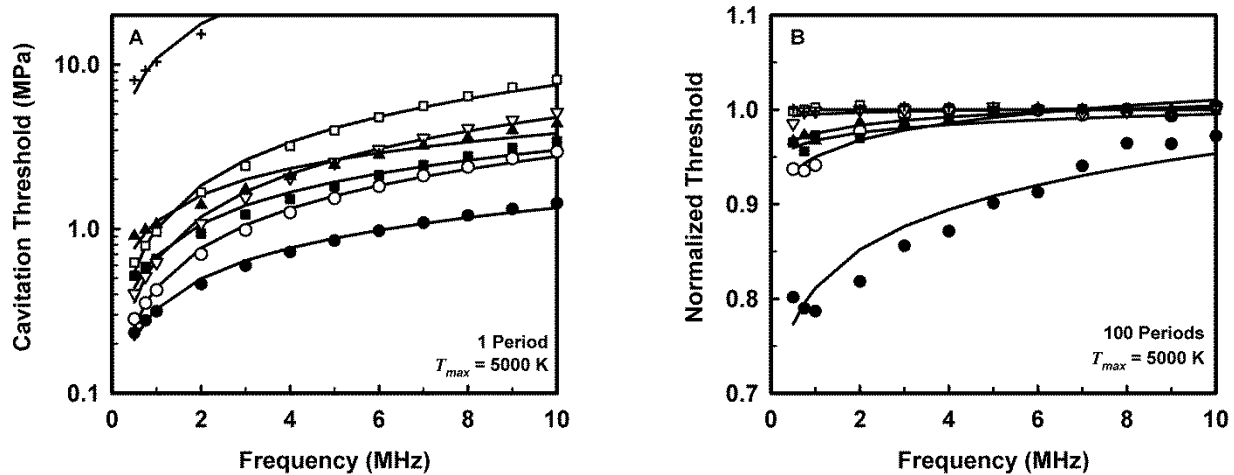 A
Cavitation Threshold (MPa)
10.0
1.0
0.1
0 2 4 6 8 10
Frequency (MHz)
1 Period
Tmax = 5000 K
B
Normalized Threshold
1.1
1.0
0.9
0.8
0.7
0 2 4 6 8 10
Frequency (MHz)
100 Periods
Tmax = 5000 K